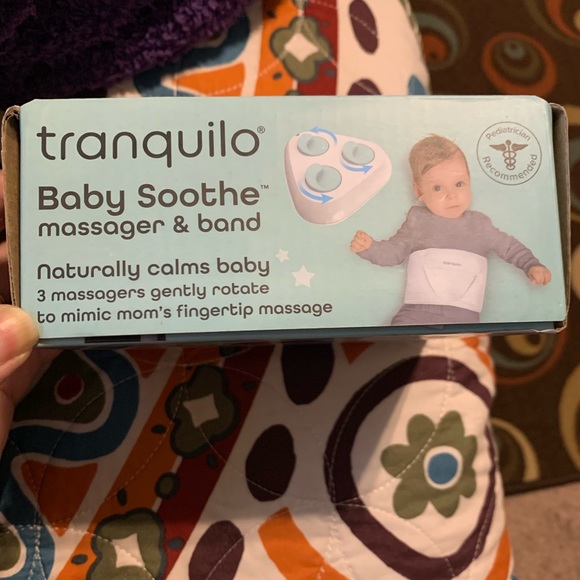 tranquilo®
Baby Soothe™
massager & band
Naturally calms baby
3 massagers gently rotate
to mimic mom's fingertip massage
Pediatrician
Recommended